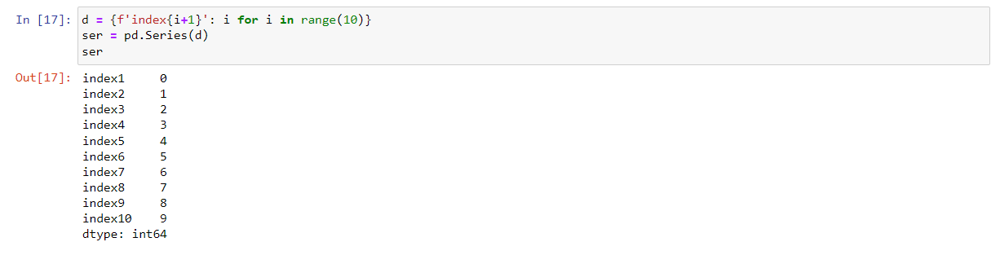 In [17]: d = {f'index{i+1}': i for i in range(10)}
ser = pd.Series(d)
ser
Out[17]: index1     0
index2     1
index3     2
index4     3
index5     4
index6     5
index7     6
index8     7
index9     8
index10    9
dtype: int64